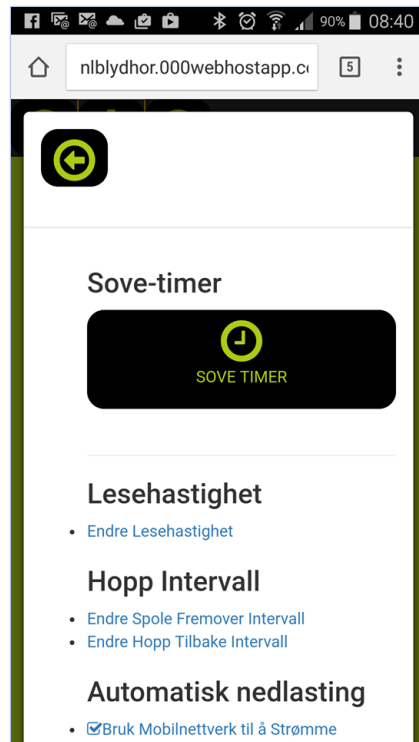 90% 08:40
nlblydhor.000webhostapp.c
5
Sove-timer
SOVE TIMER
Lesehastighet
Endre Lesehastighet
Hopp Intervall
Endre Spole Fremover Intervall
Endre Hopp Tilbake Intervall
Automatisk nedlasting
Bruk Mobilnettverk til å Strømme